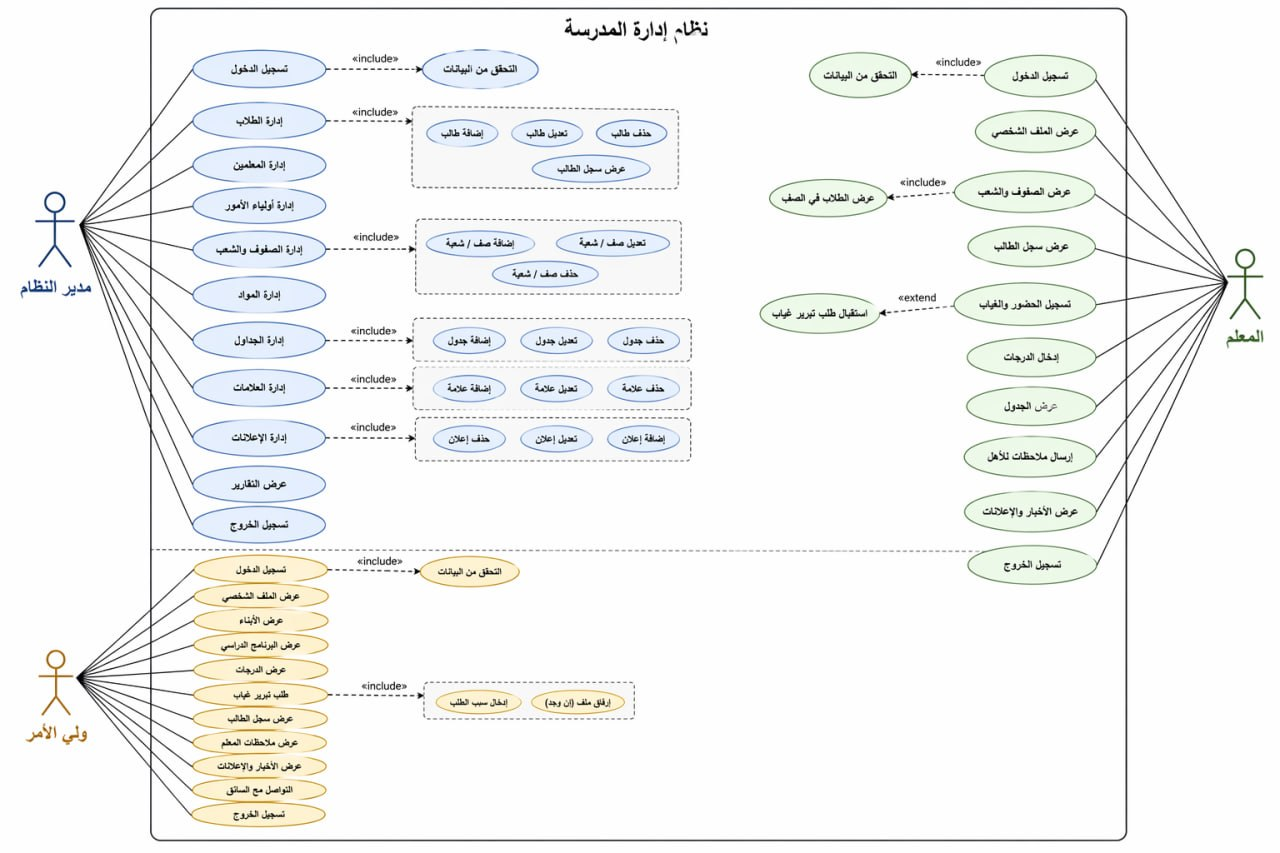 نظام إدارة المدرسة
مدير النظام
تسجيل الدخول
«include»
التحقق من البيانات
إدارة الطلاب
«include»
إضافة طالب
تعديل طالب
حذف طالب
عرض سجل الطالب
إدارة المعلمين
إدارة أولياء الأمور
إدارة الصفوف والشعب
«include»
إضافة صف / شعبة
تعديل صف / شعبة
حذف صف / شعبة
إدارة المواد
إدارة الجداول
«include»
إضافة جدول
تعديل جدول
حذف جدول
إدارة العلامات
«include»
إضافة علامة
تعديل علامة
حذف علامة
إدارة الإعلانات
«include»
حذف إعلان
تعديل إعلان
إضافة إعلان
عرض التقارير
تسجيل الخروج
المعلم
تسجيل الدخول
«include»
التحقق من البيانات
عرض الملف الشخصي
عرض الصفوف والشعب
«include»
عرض الطلاب في الصف
عرض سجل الطالب
تسجيل الحضور والغياب
«extend
استقبال طلب تبرير غياب
إدخال الدرجات
عرض الجدول
إرسال ملاحظات للأهل
عرض الأخبار والإعلانات
تسجيل الخروج
ولي الأمر
تسجيل الدخول
«include»
التحقق من البيانات
عرض الملف الشخصي
عرض الأبناء
عرض البرنامج الدراسي
عرض الدرجات
طلب تبرير غياب
«include»
إدخال سبب الطلب
إرفاق ملف (إن وجد)
عرض سجل الطالب
عرض ملاحظات المعلم
عرض الأخبار والإعلانات
التواصل مع السائق
تسجيل الخروج